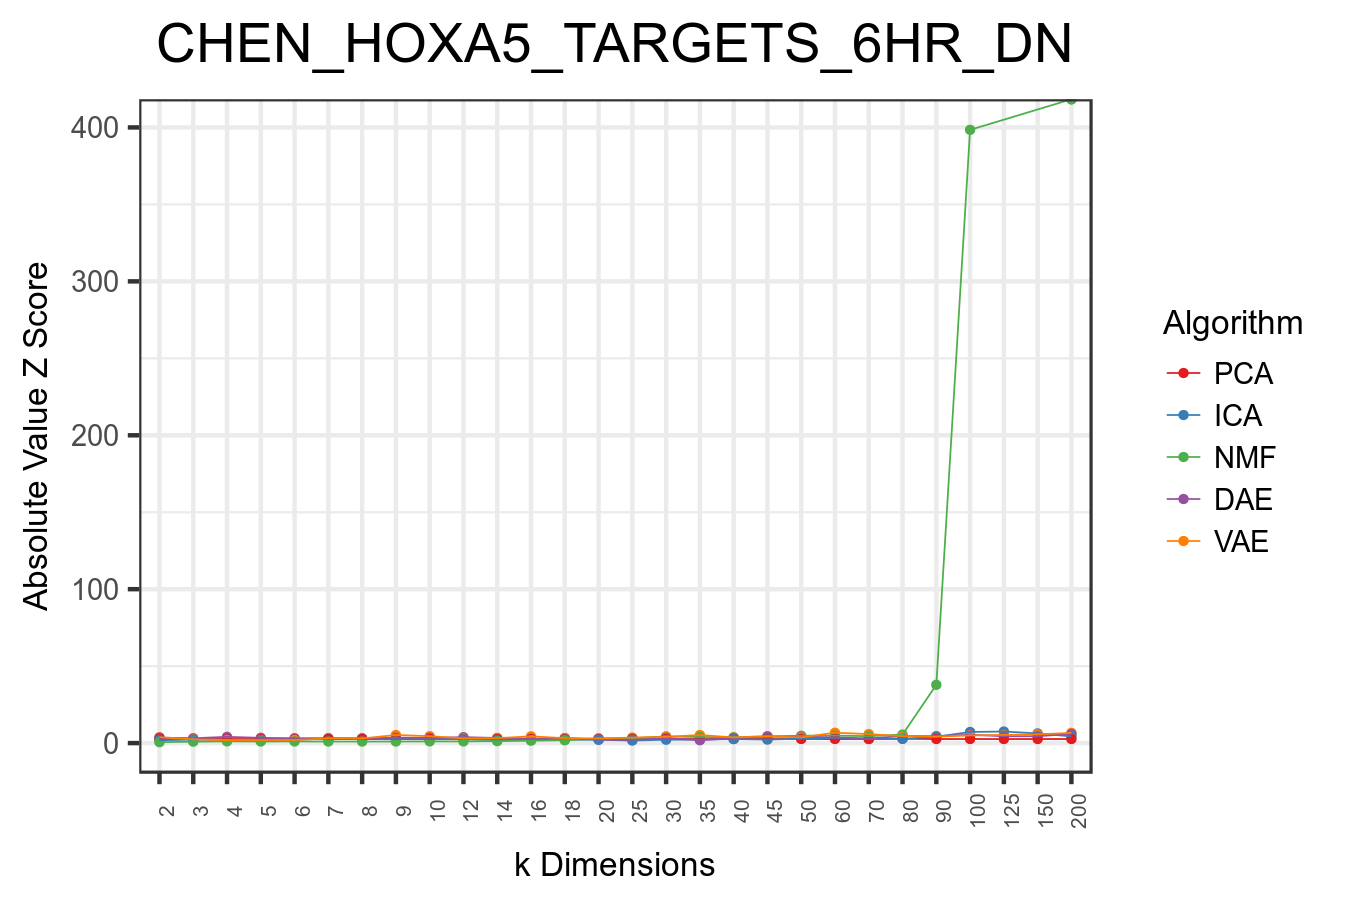 CHEN_HOXA5_TARGETS_6HR_DN
400
300
200
100
0
Absolute Value Z Score
2 3 4 5 6 7 8 9 10 12 14 16 18 20 25 30 35 40 45 50 60 70 80 90 100 125 150 200
k Dimensions
Algorithm
PCA
ICA
NMF
DAE
VAE